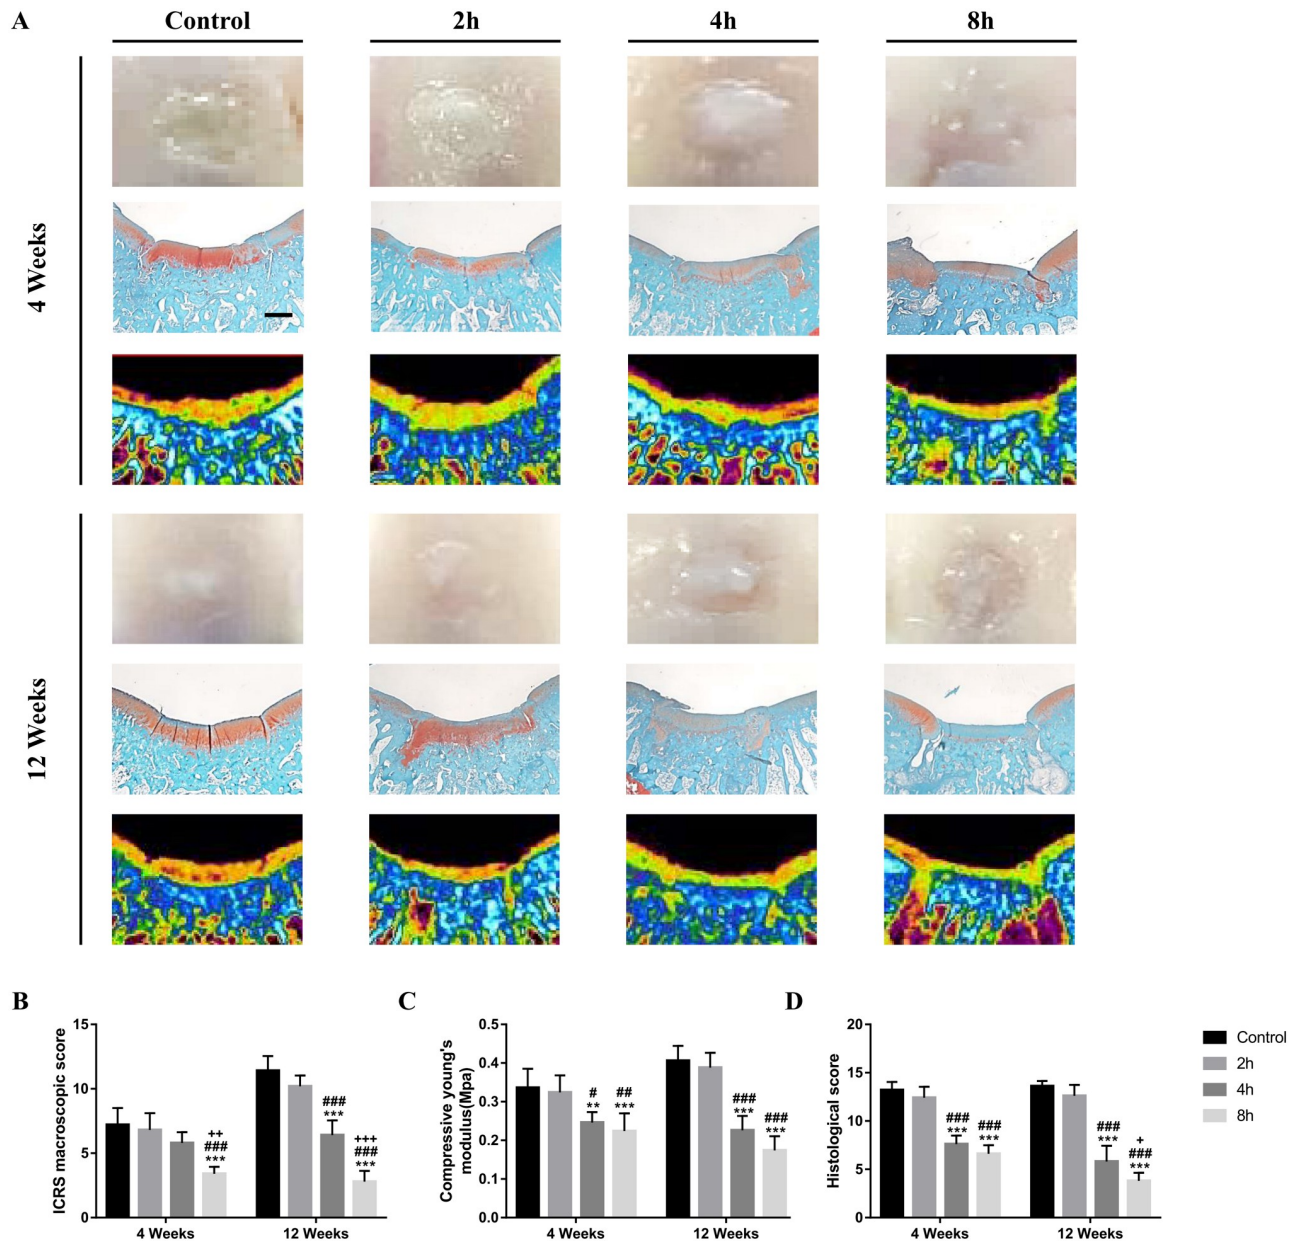 A
Control
2h
4h
8h
4 Weeks
12 Weeks
B
ICRS macroscopic score
15
10
5
0
++
###
***
###
***
+++
###
***
4 Weeks
12 Weeks
C
Compressive young's
modulus(Mpa)
0.5
0.4
0.3
0.2
0.1
0.0
#
**
##
***
###
***
###
***
4 Weeks
12 Weeks
D
Histological score
20
15
10
5
0
###
***
###
***
###
***
+
###
***
4 Weeks
12 Weeks
Control
2h
4h
8h